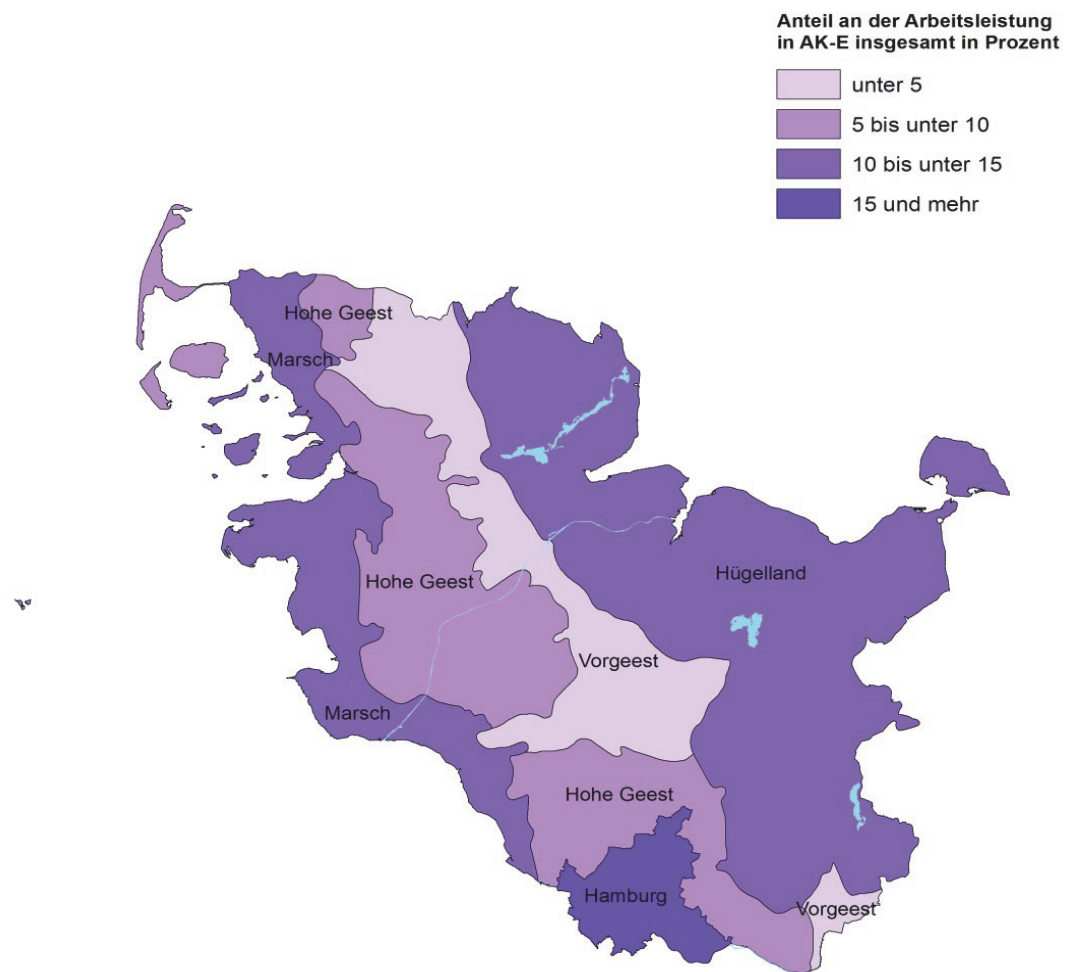 Anteil an der Arbeitsleistung
in AK-E insgesamt in Prozent
unter 5
5 bis unter 10
10 bis unter 15
15 und mehr
Hohe Geest
Marsch
Hügelland
Hohe Geest
Vorgeest
Marsch
Hohe Geest
Hamburg
Vorgeest